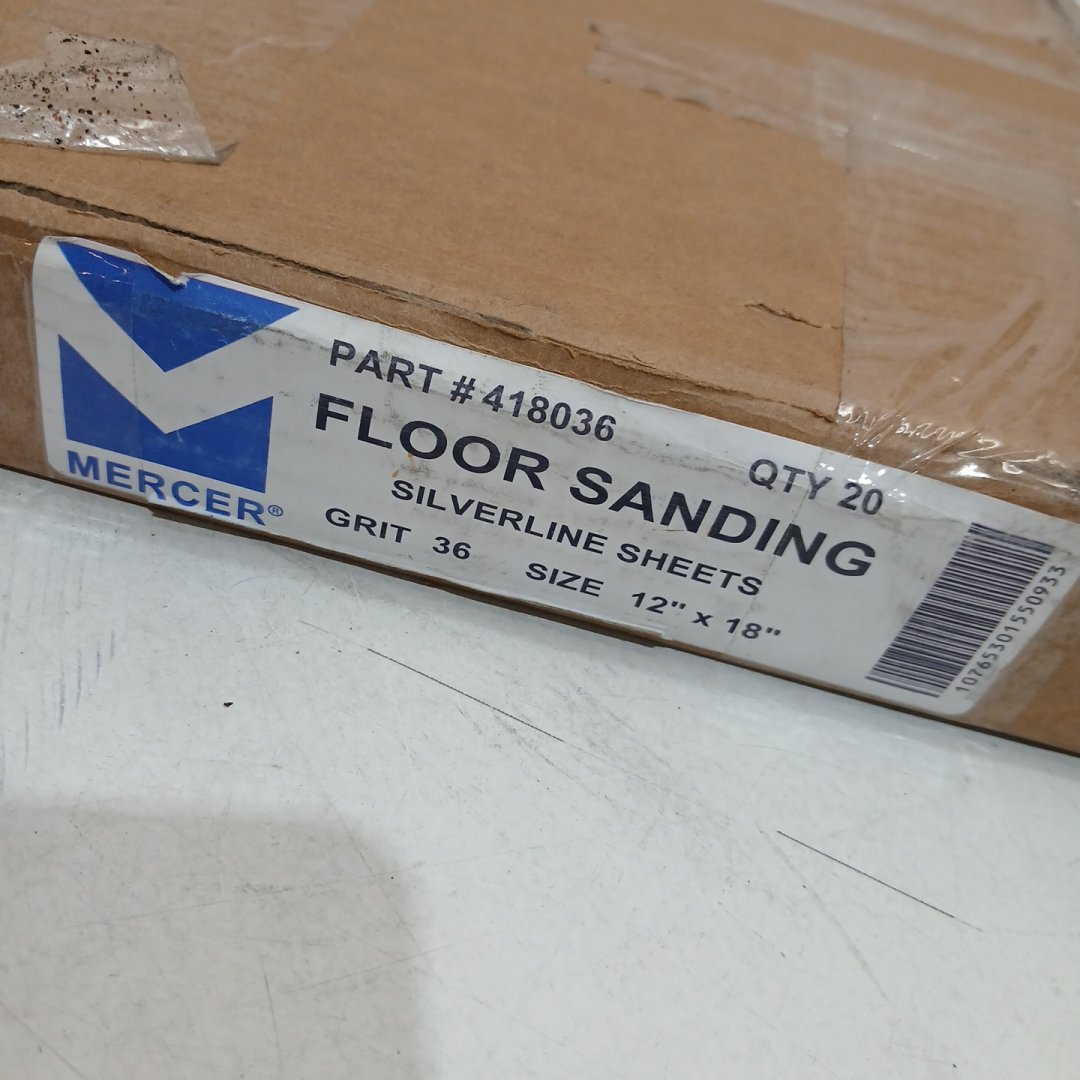 MERCER®
PART # 418036
QTY 20
FLOOR SANDING
SILVERLINE SHEETS
GRIT 36 SIZE 12" x 18"
10765301550933